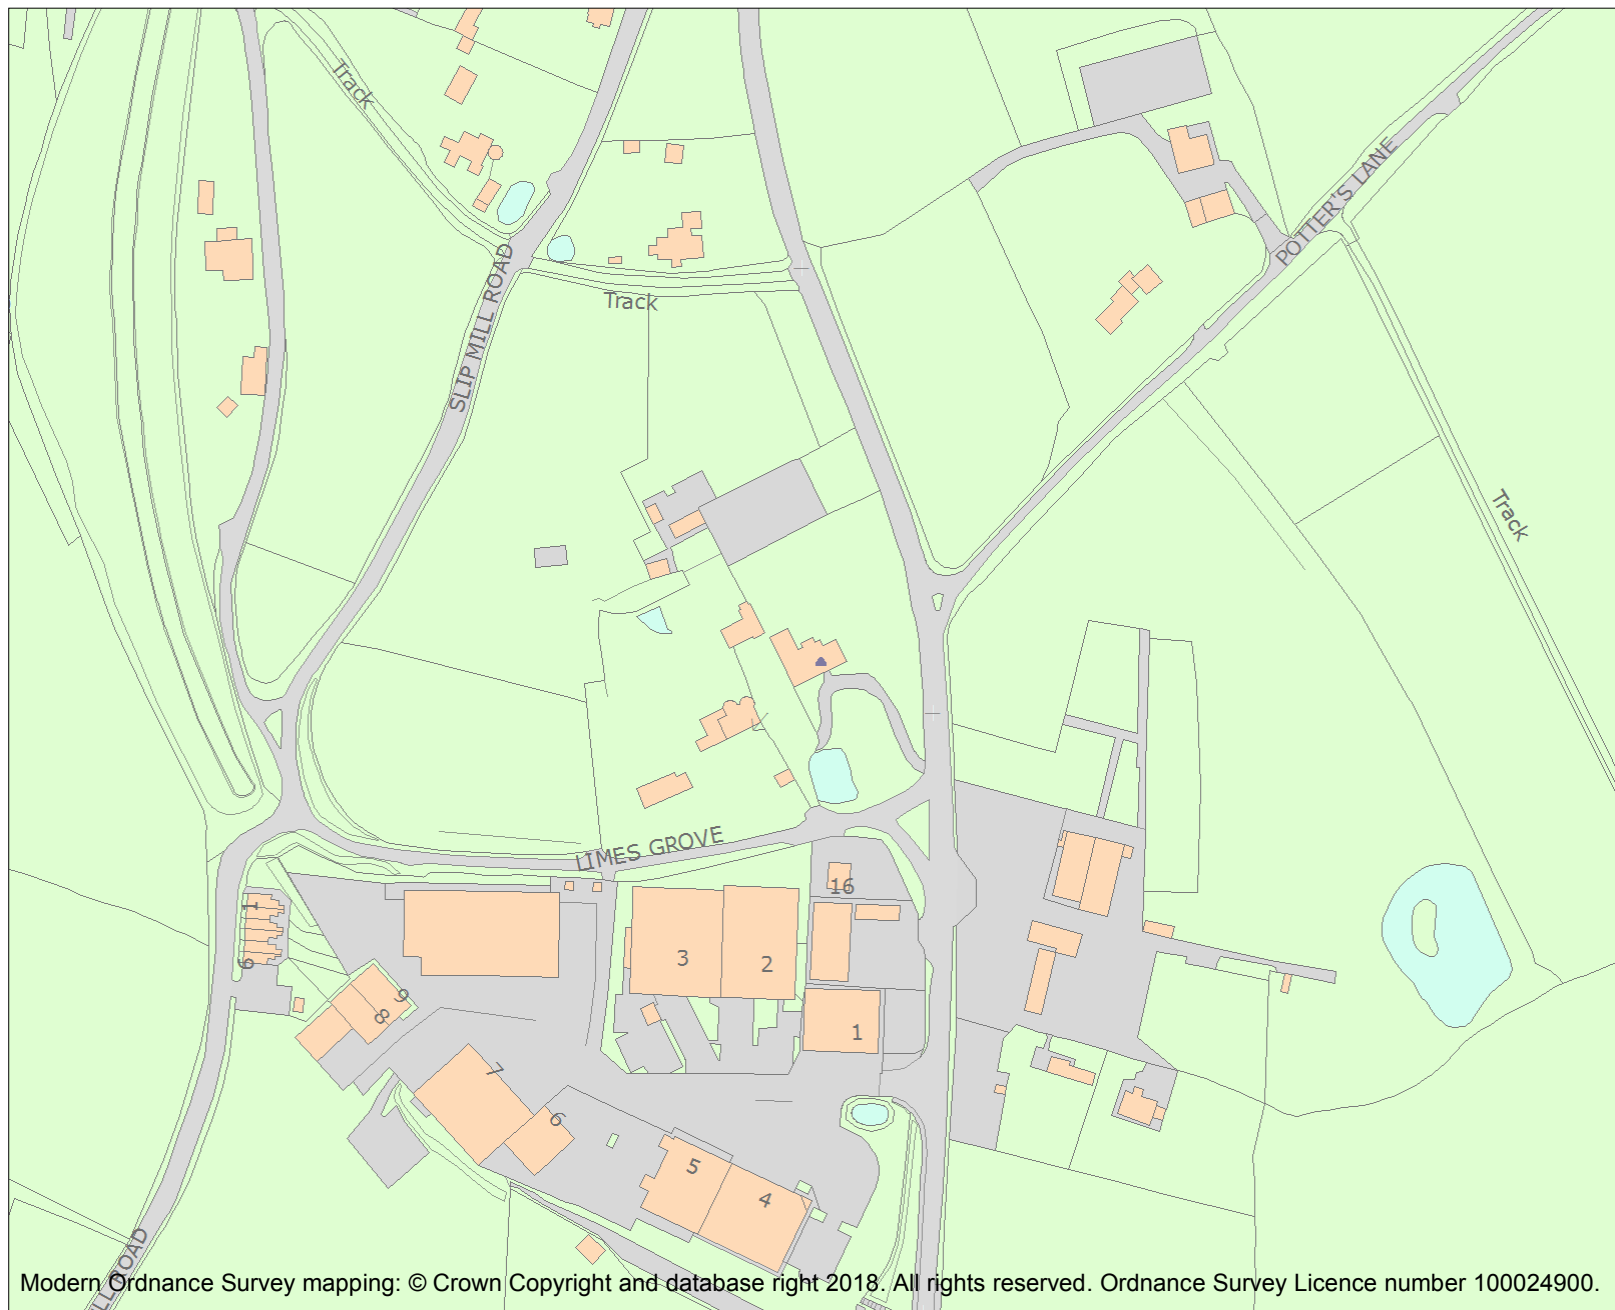 Track
POTTER'S LANE
SLIP MILL ROAD
Track
Track
LIMES GROVE
16
1
6
3
2
9
8
1
7
6
5
4
ROAD
Modern Ordnance Survey mapping: © Crown Copyright and database right 2018. All rights reserved. Ordnance Survey Licence number 100024900.